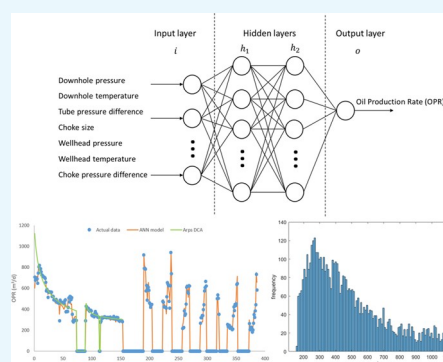 Input layer
Hidden layers
Output layer
i
h1
h2
o
Downhole pressure
Downhole temperature
Tube pressure difference
Choke size
Wellhead pressure
Wellhead temperature
Choke pressure difference
Oil Production Rate (OPR)
Actual data
ANN model
Arps DCA
1200
1000
800
600
400
200
0
0
50
100
150
200
250
300
350
400
140
120
100
80
60
40
20
0
frequency
200
300
400
500
600
700
800
900
1000